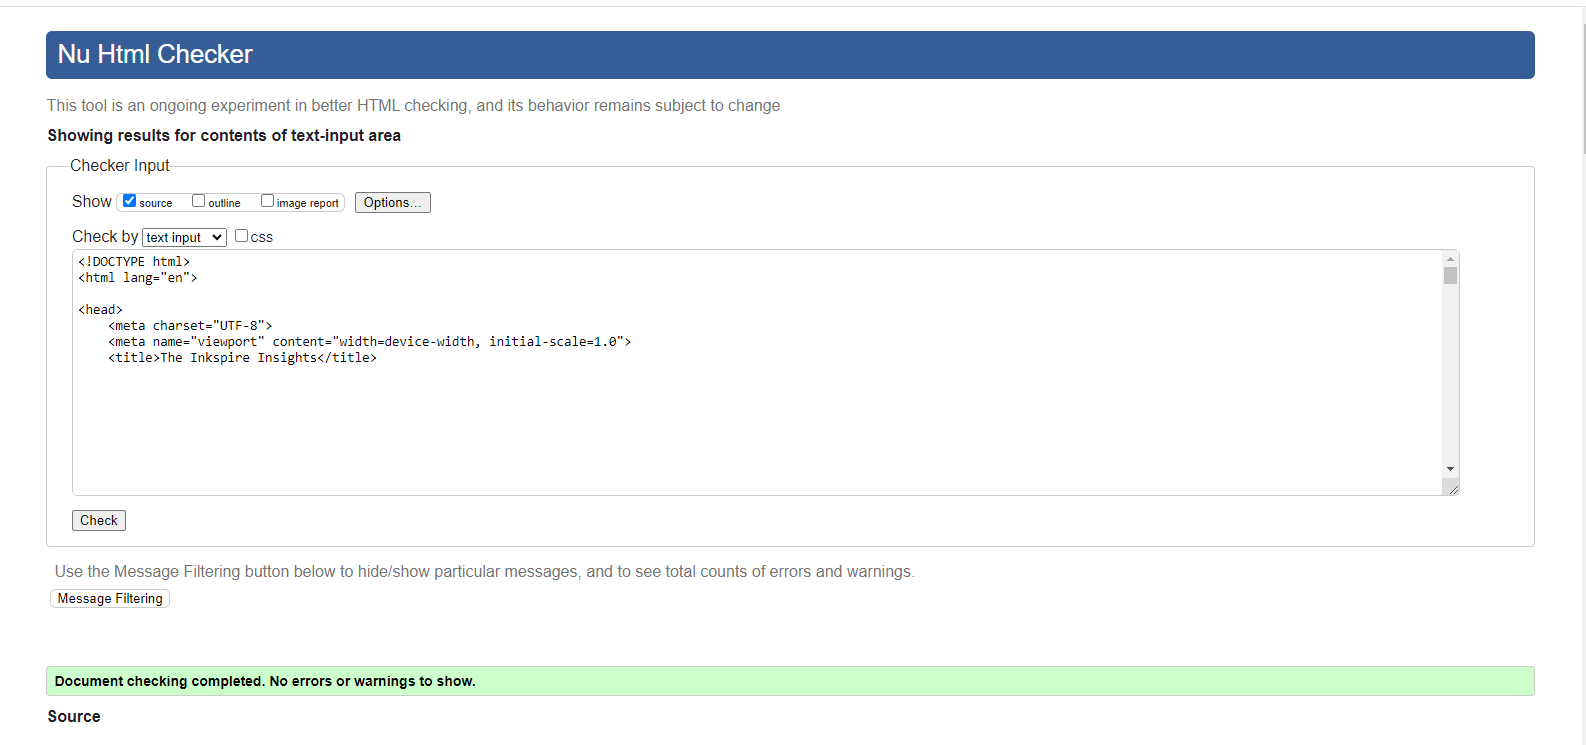 Nu Html Checker
This tool is an ongoing experiment in better HTML checking, and its behavior remains subject to change
Showing results for contents of text-input area
Checker Input
Show source outline image report Options...
Check by text input css
<!DOCTYPE html>
<html lang="en">
<head>
<meta charset="UTF-8">
<meta name="viewport" content="width=device-width, initial-scale=1.0">
<title>The Inkspire Insights</title>
Check
Use the Message Filtering button below to hide/show particular messages, and to see total counts of errors and warnings.
Message Filtering
Document checking completed. No errors or warnings to show.
Source